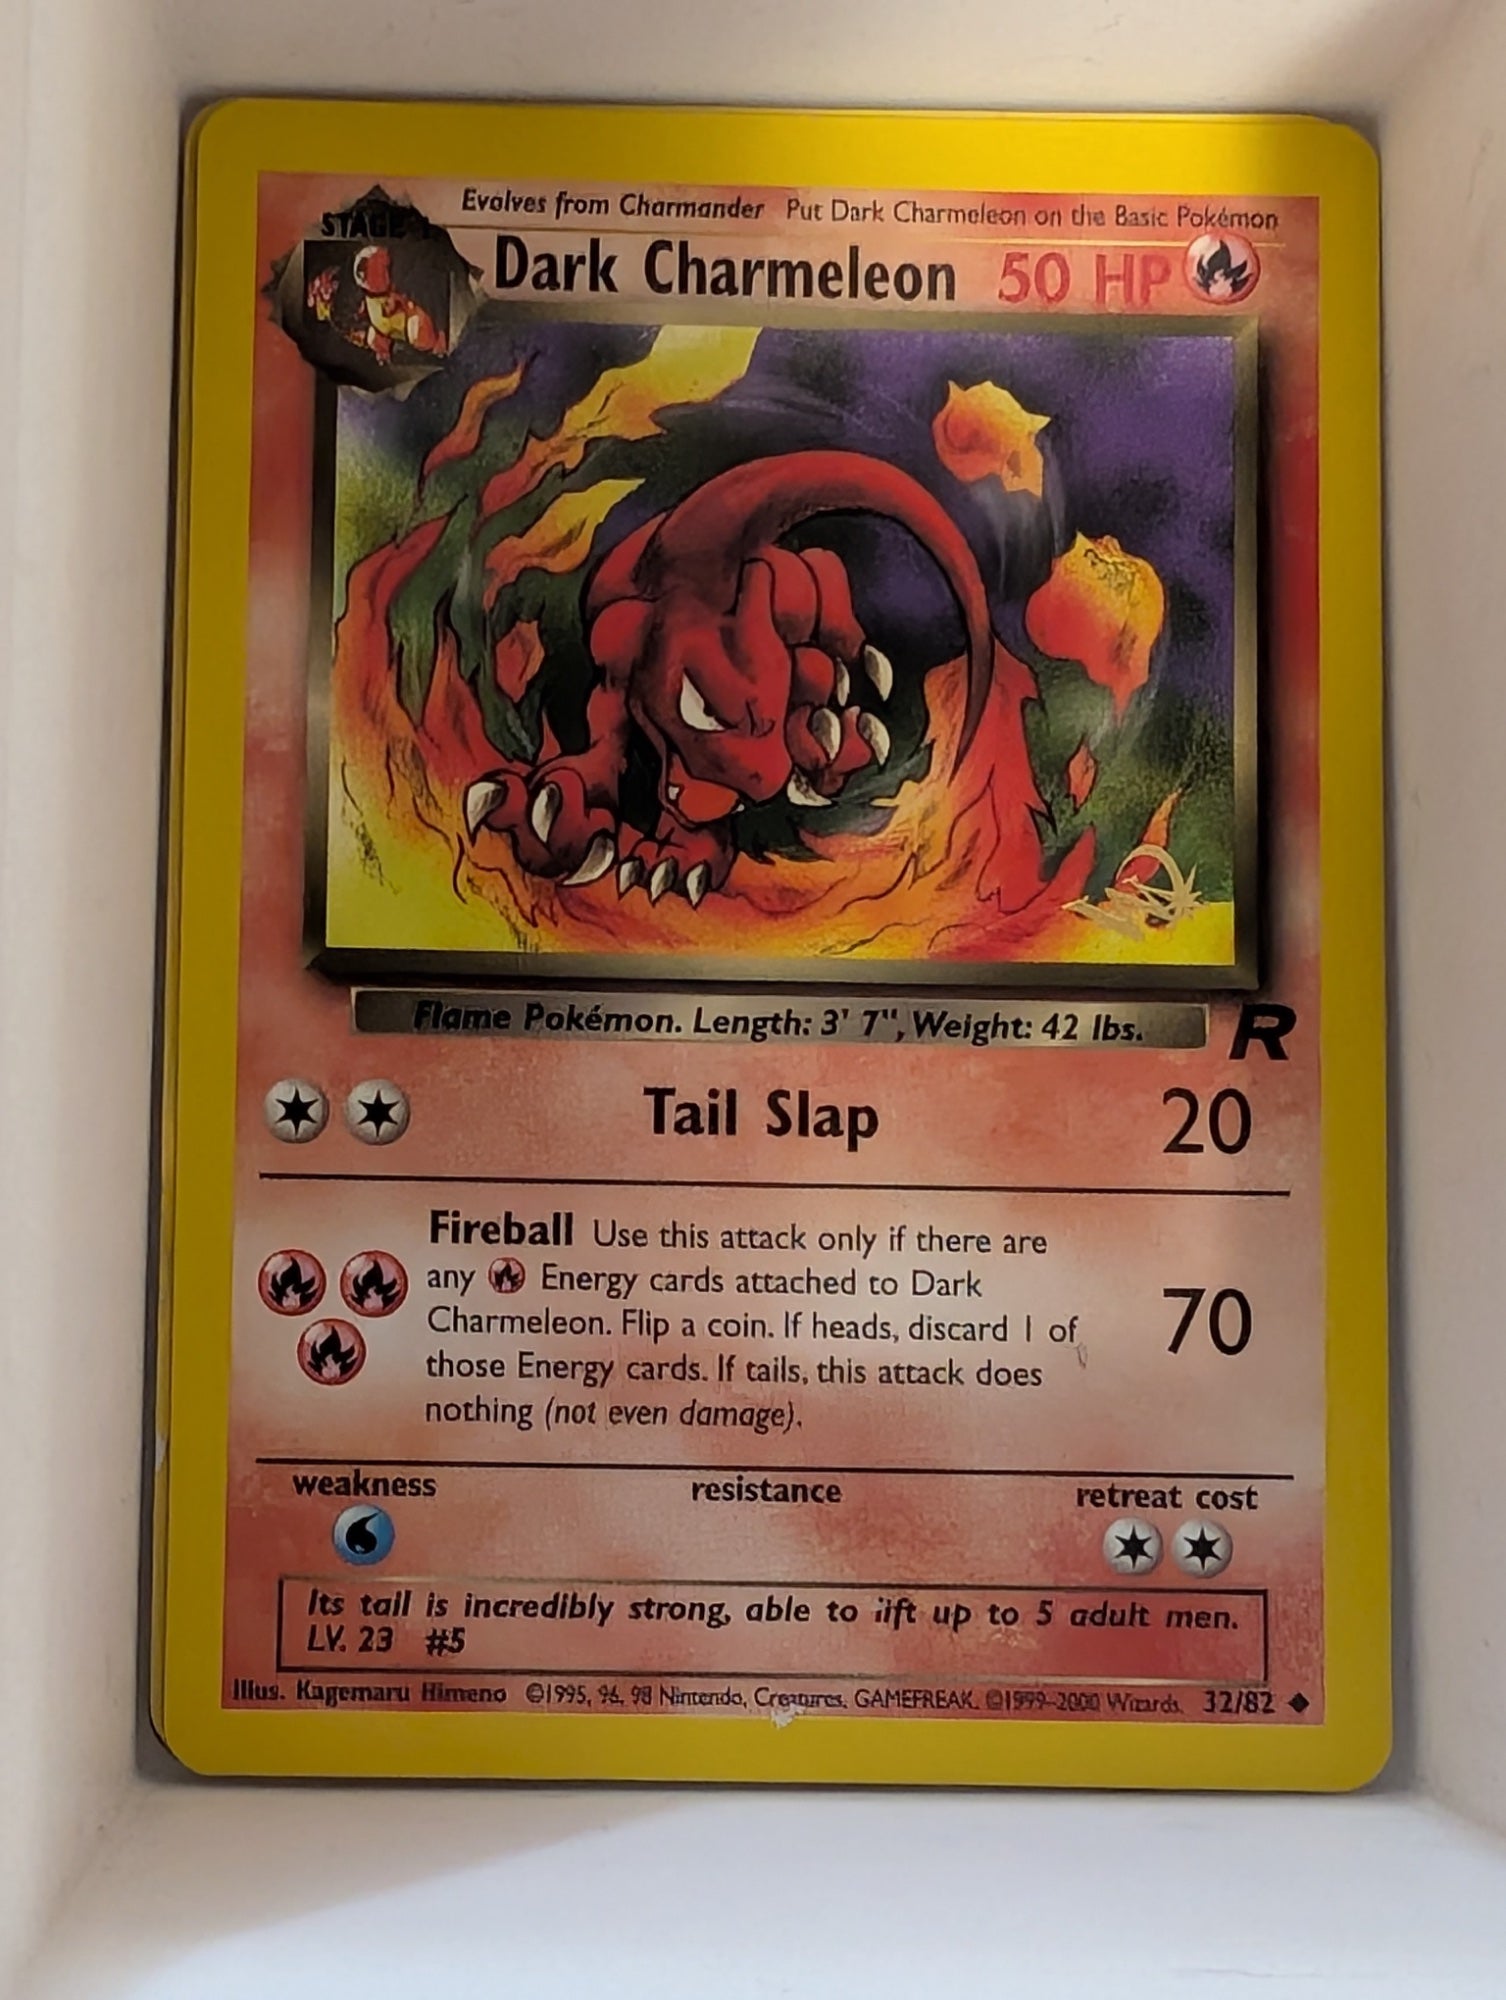 Evolves from Charmander Put Dark Charmeleon on the Basic Pokémon
STAGE 1
Dark Charmeleon 50 HP
Flame Pokémon. Length: 3' 7", Weight: 42 lbs.
R
Tail Slap 20
Fireball Use this attack only if there are
any Energy cards attached to Dark
Charmeleon. Flip a coin. If heads, discard 1 of
those Energy cards. If tails, this attack does
nothing (not even damage).
70
weakness resistance retreat cost
Its tail is incredibly strong, able to lift up to 5 adult men.
LV. 23 #5
Illus. Kagemaru Himeno ©1995, 96, 98 Nintendo, Creatures, GAMEFREAK. ©1999-2000 Wizards. 32/82